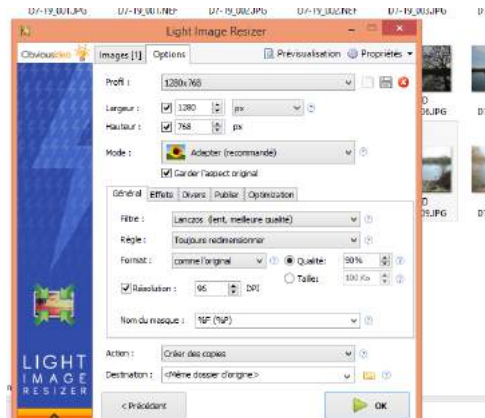 D7-19_001.JPG D7-19_001.NEF D7-19_002.JPG D7-19_002.NEF D7-19_003.JPG
Light Image Resizer
Obviousidea
Images [1] Options Prévisualisation Propriétés
Profil : 1280x768
Largeur : 1280 px
Hauteur : 768 px
Mode : Adapter (recommandé)
Garder l'aspect original
Général Effets Divers Publier Optimization
Filtre : Lanczos (lent, meilleure qualité)
Règle : Toujours redimensionner
Format : comme l'original Qualité: 90%
Taille: 100 Ko
Résolution : 96 DPI
Nom du masque : %F (%P)
Action : Créer des copies
Destination : <Même dossier d'origine>
LIGHT
IMAGE
RESIZER
< Précédent OK